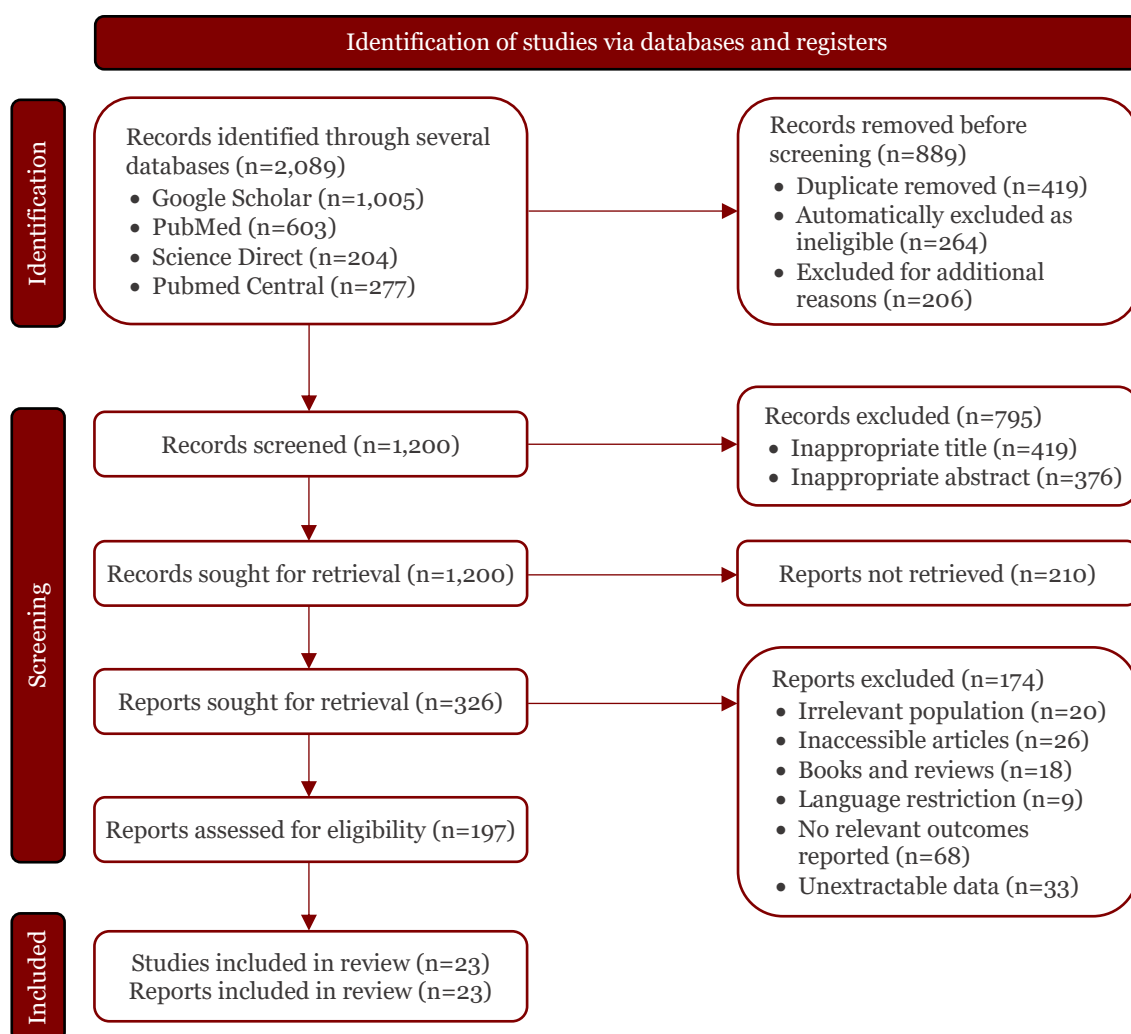 Identification of studies via databases and registers
Identification
Records identified through several
databases (n=2,089)
• Google Scholar (n=1,005)
• PubMed (n=603)
• Science Direct (n=204)
• Pubmed Central (n=277)
Records removed before
screening (n=889)
• Duplicate removed (n=419)
• Automatically excluded as
ineligible (n=264)
• Excluded for additional
reasons (n=206)
Screening
Records screened (n=1,200)
Records excluded (n=795)
• Inappropriate title (n=419)
• Inappropriate abstract (n=376)
Records sought for retrieval (n=1,200)
Reports not retrieved (n=210)
Reports sought for retrieval (n=326)
Reports excluded (n=174)
• Irrelevant population (n=20)
• Inaccessible articles (n=26)
• Books and reviews (n=18)
• Language restriction (n=9)
• No relevant outcomes
reported (n=68)
• Unextractable data (n=33)
Reports assessed for eligibility (n=197)
Included
Studies included in review (n=23)
Reports included in review (n=23)